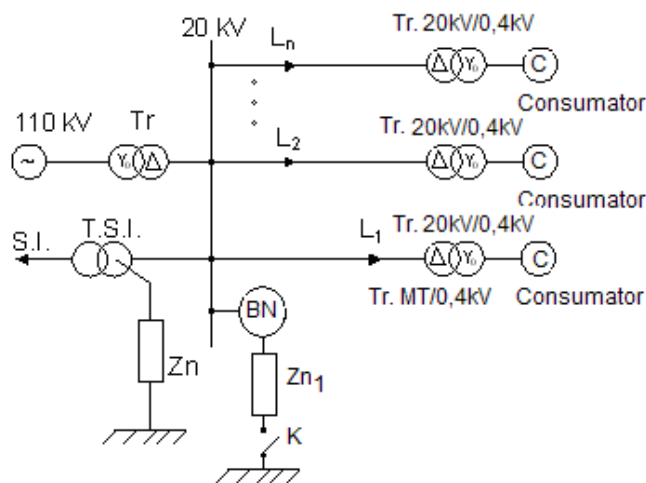 20 KV
Tr. 20kV/0,4kV
Ln
Δ Y₀
C
Consumator
110 KV
Tr
Tr. 20kV/0,4kV
~
Y₀ Δ
L2
Δ Y₀
C
Consumator
Tr. 20kV/0,4kV
S.I.
T.S.I.
L1
Δ Y₀
C
Tr. MT/0,4kV
Consumator
BN
Zn
Zn1
K